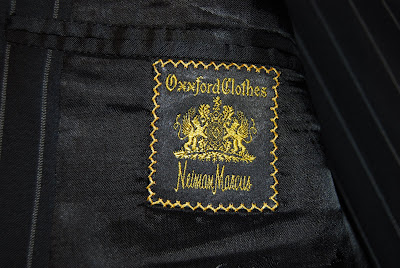 Oxxford Clothes
Neiman Marcus